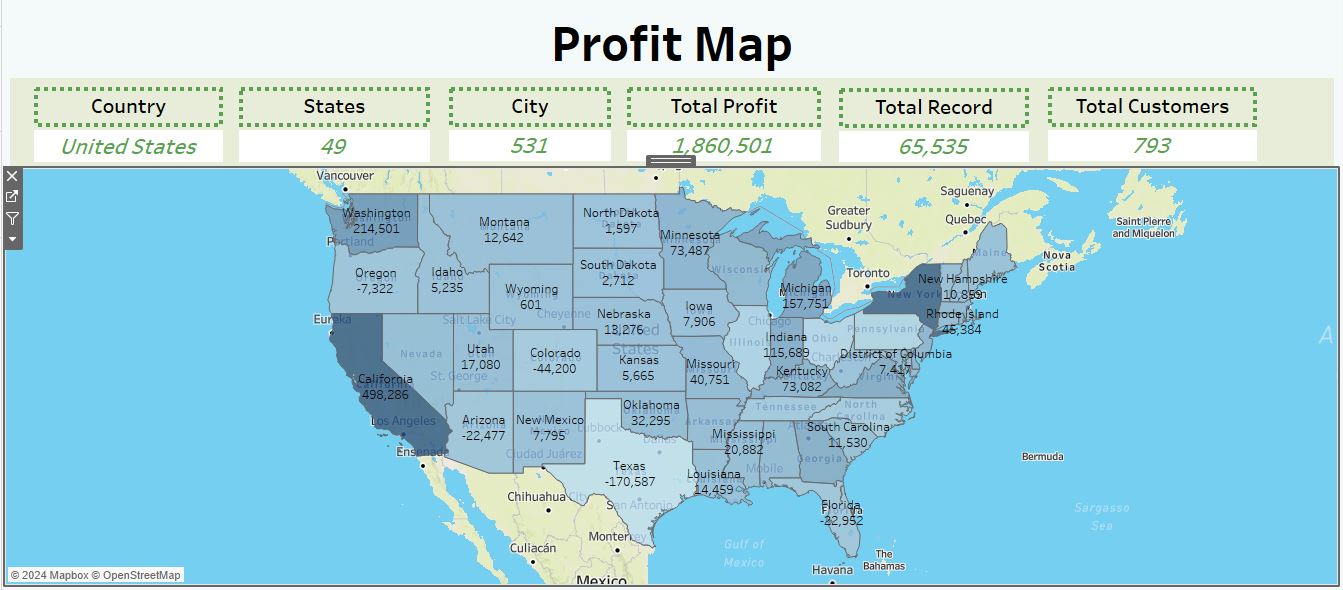 Profit Map
Country
States
City
Total Profit
Total Record
Total Customers
United States
49
531
1,860,501
65,535
793
Vancouver
Saguenay
Greater
Sudbury
Quebec
Saint Pierre
and Miquelon
Washington
214,501
Portland
Montana
12,642
North Dakota
1,597
Minnesota
73,487
Maine
Nova
Scotia
Oregon
-7,322
Idaho
5,235
South Dakota
2,712
Wisconsin
Michigan
157,751
Toronto
New Hampshire
10,859
Wyoming
601
New York
Eureka
Salt Lake City
Cheyenne
Nebraska
13,276
United
States
Iowa
7,906
Chicago
Rhode Island
45,384
Nevada
Utah
17,080
Colorado
-44,200
Kansas
5,665
Illinois
Indiana
115,689
Ohio
Pennsylvania
A
St. George
Missouri
40,751
Kentucky
73,082
District of Columbia
7,417
Virginia
California
498,286
Los Angeles
Arizona
-22,477
New Mexico
7,795
Oklahoma
32,295
Arkansas
Tennessee
North
Carolina
Lubbock
Dallas
Mississippi
20,882
South Carolina
11,530
Ensenada
Ciudad Juárez
Texas
-170,587
Louisiana
14,459
Mobile
Georgia
Bermuda
Chihuahua
San Antonio
Florida
-22,952
Sargasso
Sea
Culiacán
Monterrey
Gulf of
Mexico
The
Bahamas
Mexico
Havana
© 2024 Mapbox © OpenStreetMap